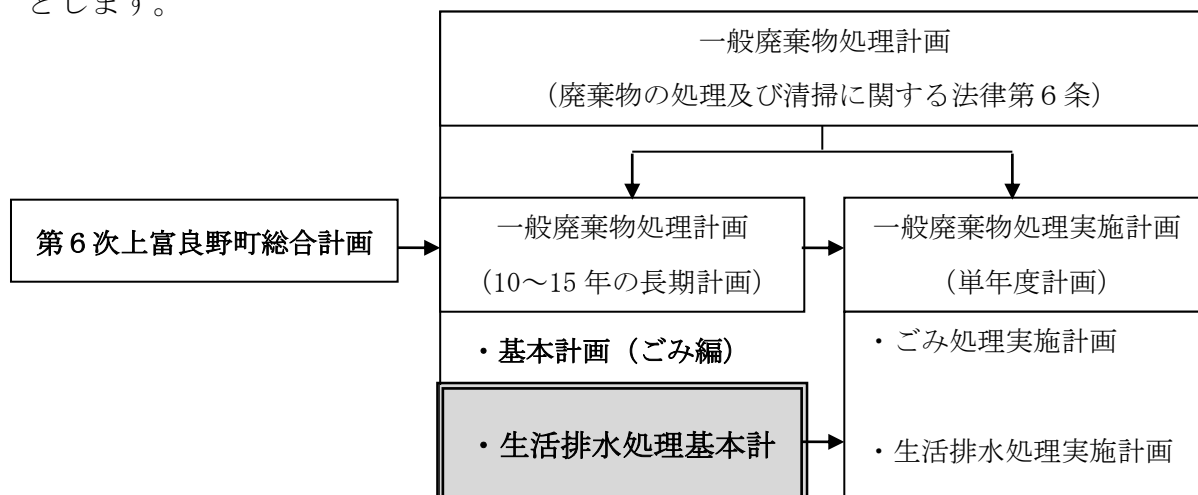 とします。
一般廃棄物処理計画
（廃棄物の処理及び清掃に関する法律第６条）
第６次上富良野町総合計画
一般廃棄物処理計画
（10～15 年の長期計画）
一般廃棄物処理実施計画
（単年度計画）
・基本計画（ごみ編）
・生活排水処理基本計
・ごみ処理実施計画
・生活排水処理実施計画